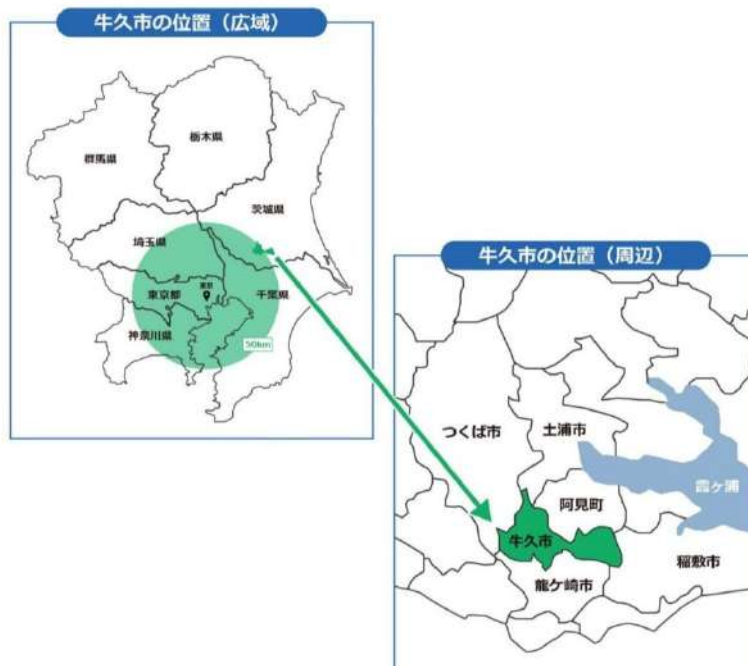 牛久市の位置（広域）
栃木県
群馬県
茨城県
埼玉県
東京
東京都
千葉県
神奈川県
50km
牛久市の位置（周辺）
つくば市
土浦市
霞ヶ浦
阿見町
牛久市
稲敷市
龍ケ崎市